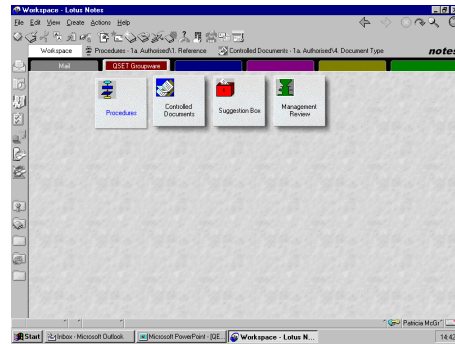 Workspace - Lotus Notes
File Edit View Create Actions Help
Workspace Procedures - 1a. Authorised\1. Reference Controlled Documents - 1a. Authorised\4. Document Type notes
Mail QSET Groupware
Procedures Controlled Documents Suggestion Box Management Review
Patricia McGr
Start Inbox - Microsoft Outlook Microsoft PowerPoint - [QE... Workspace - Lotus N... 14:42